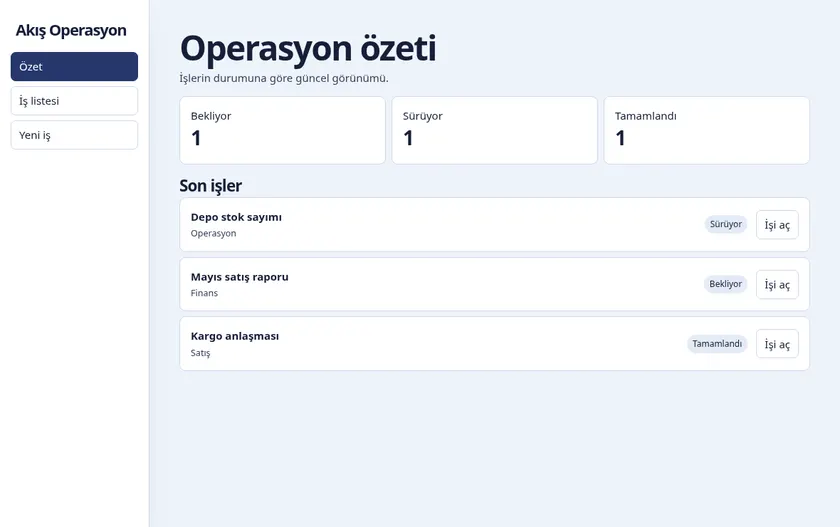 Akış Operasyon
Özet
İş listesi
Yeni iş
Operasyon özeti
İşlerin durumuna göre güncel görünümü.
Bekliyor
1
Sürüyor
1
Tamamlandı
1
Son işler
Depo stok sayımı
Operasyon
Sürüyor
İşi aç
Mayıs satış raporu
Finans
Bekliyor
İşi aç
Kargo anlaşması
Satış
Tamamlandı
İşi aç